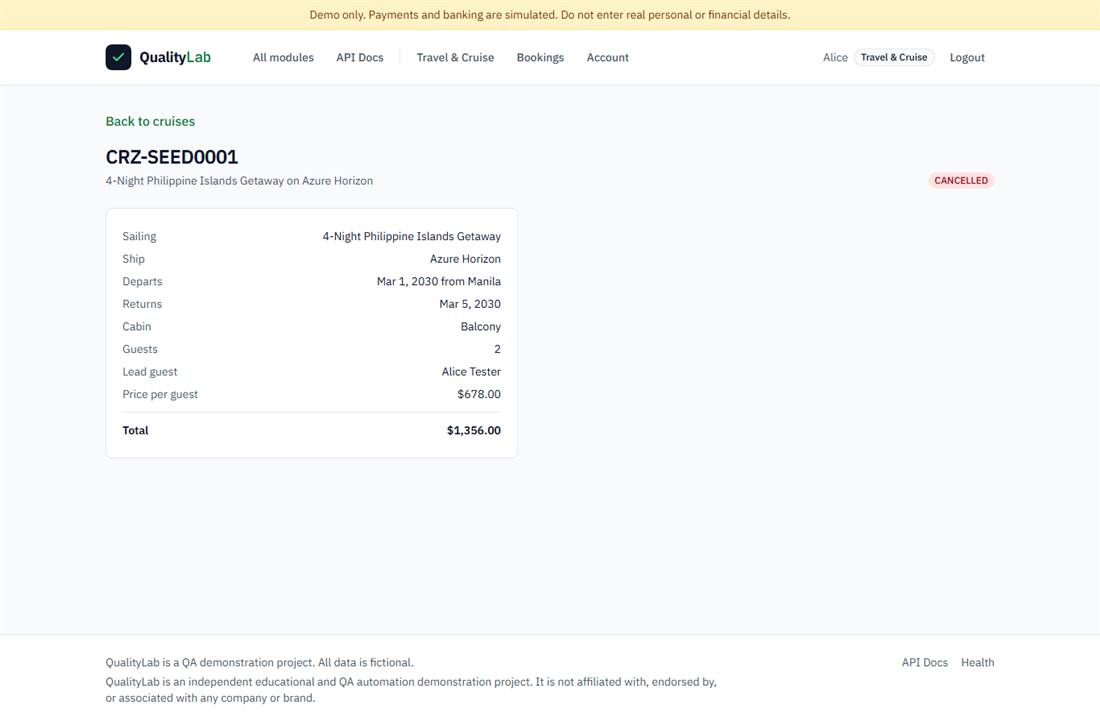 Demo only. Payments and banking are simulated. Do not enter real personal or financial details.
QualityLab All modules API Docs Travel & Cruise Bookings Account Alice Travel & Cruise Logout
Back to cruises
CRZ-SEED0001
4-Night Philippine Islands Getaway on Azure Horizon CANCELLED
Sailing 4-Night Philippine Islands Getaway
Ship Azure Horizon
Departs Mar 1, 2030 from Manila
Returns Mar 5, 2030
Cabin Balcony
Guests 2
Lead guest Alice Tester
Price per guest $678.00
Total $1,356.00
QualityLab is a QA demonstration project. All data is fictional. API Docs Health
QualityLab is an independent educational and QA automation demonstration project. It is not affiliated with, endorsed by,
or associated with any company or brand.